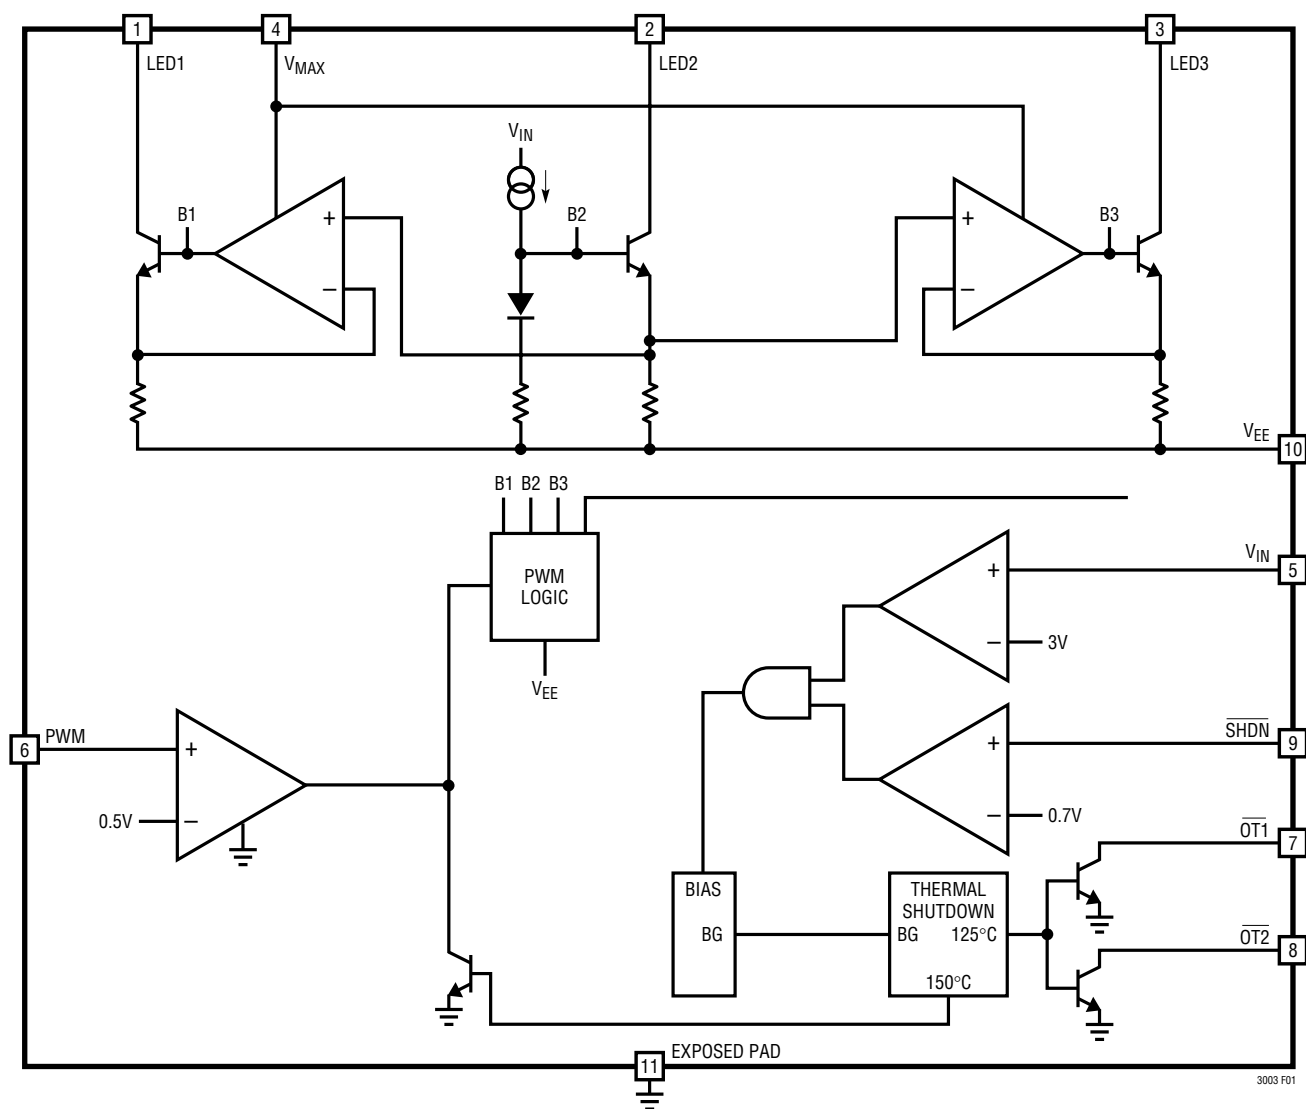 1
4
2
3
LED1
VMAX
LED2
LED3
VIN
B1
B2
B3
+
+
–
–
VEE
10
B1 B2 B3
VIN
5
+
PWM
LOGIC
–
3V
VEE
PWM
6
+
SHDN
9
+
0.5V
–
–
0.7V
OT1
7
BIAS
THERMAL
SHUTDOWN
BG
BG
125°C
OT2
8
150°C
EXPOSED PAD
11
3003 F01